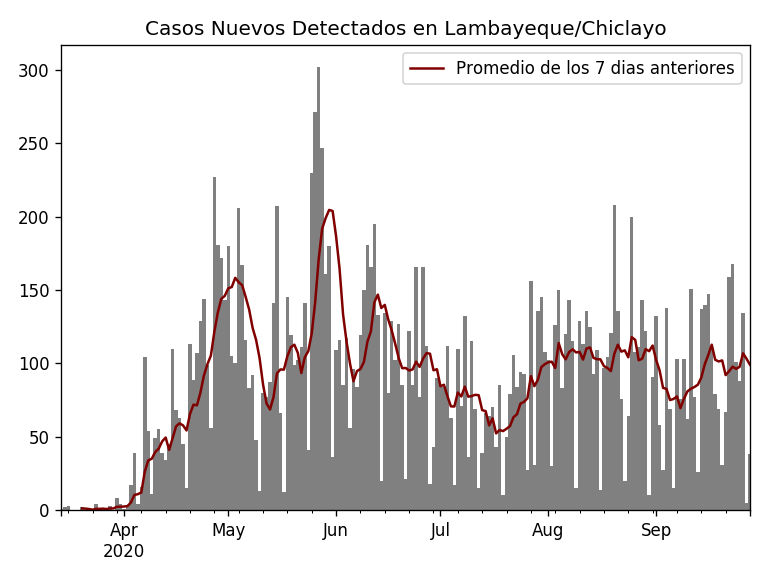 Casos Nuevos Detectados en Lambayeque/Chiclayo
Promedio de los 7 dias anteriores
300
250
200
150
100
50
0
Apr May Jun Jul Aug Sep
2020